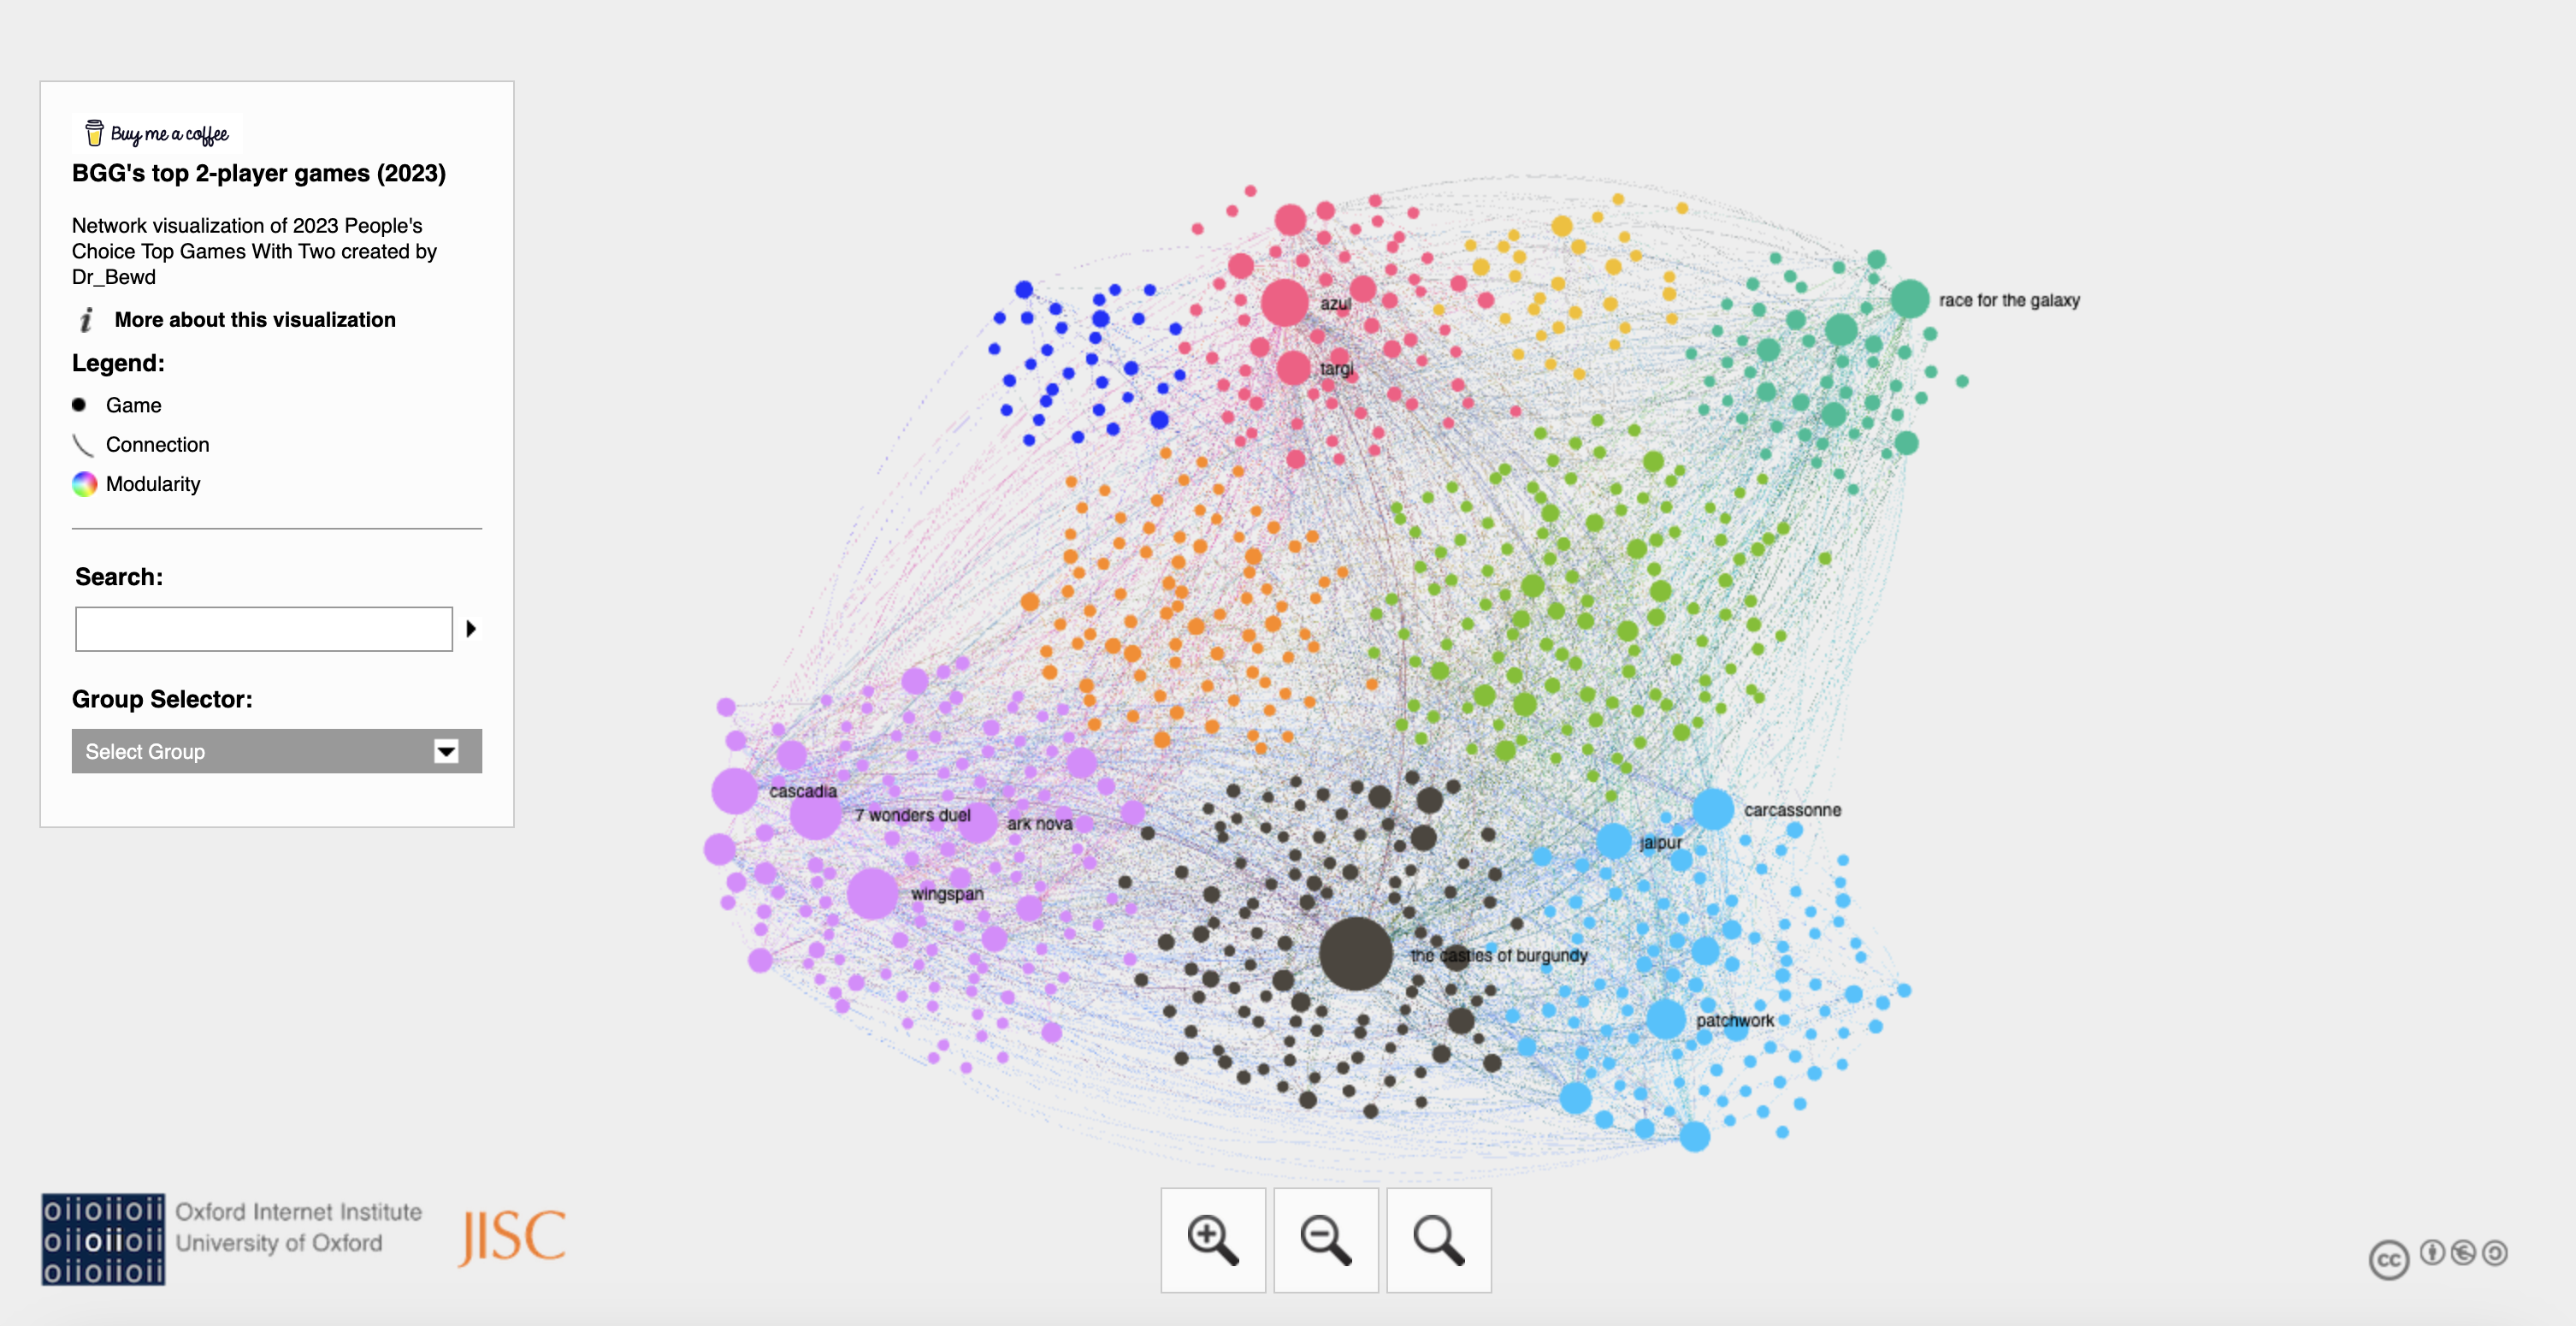 Buy me a coffee
BGG's top 2-player games (2023)
Network visualization of 2023 People's
Choice Top Games With Two created by
Dr_Bewd
i More about this visualization
Legend:
Game
Connection
Modularity
Search:
Group Selector:
Select Group
azul
race for the galaxy
targi
cascadia
7 wonders duel
ark nova
carcassonne
jaipur
wingspan
the castles of burgundy
patchwork
oiioiioii
oiioiioii
oiioiioii
Oxford Internet Institute
University of Oxford
JISC
cc